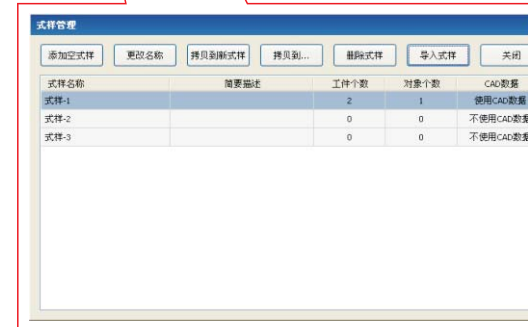 式样管理
添加空式样 更改名称 拷贝到新式样 拷贝到... 删除式样 导入式样 关闭
式样名称 简要描述 工件个数 对象个数 CAD数据
式样-1 2 1 使用CAD数据
式样-2 0 0 不使用CAD数据
式样-3 0 0 不使用CAD数据